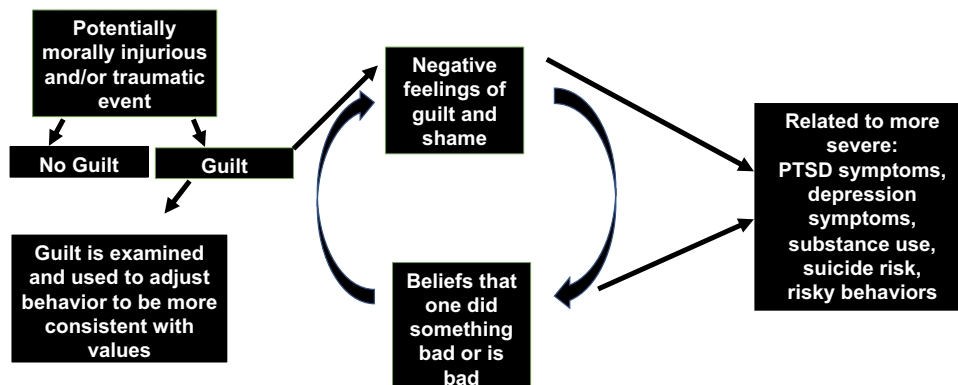 Potentially
morally injurious
and/or traumatic
event
No Guilt
Guilt
Guilt is examined
and used to adjust
behavior to be more
consistent with
values
Negative
feelings of
guilt and
shame
Beliefs that
one did
something
bad or is
bad
Related to more
severe:
PTSD symptoms,
depression
symptoms,
substance use,
suicide risk,
risky behaviors